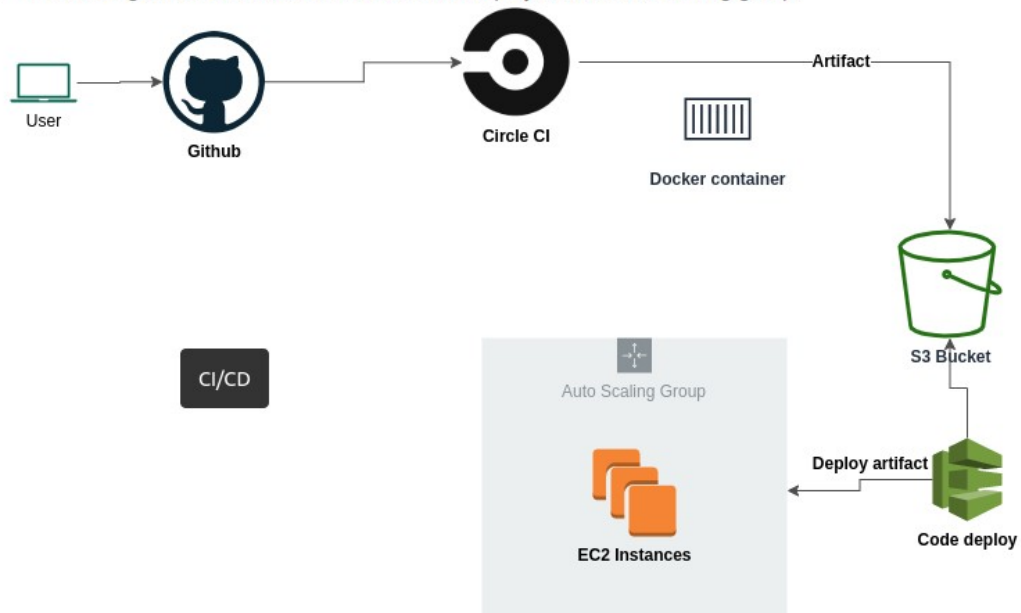 User
Github
Circle CI
Artifact
Docker container
S3 Bucket
CI/CD
Auto Scaling Group
Deploy artifact
EC2 Instances
Code deploy